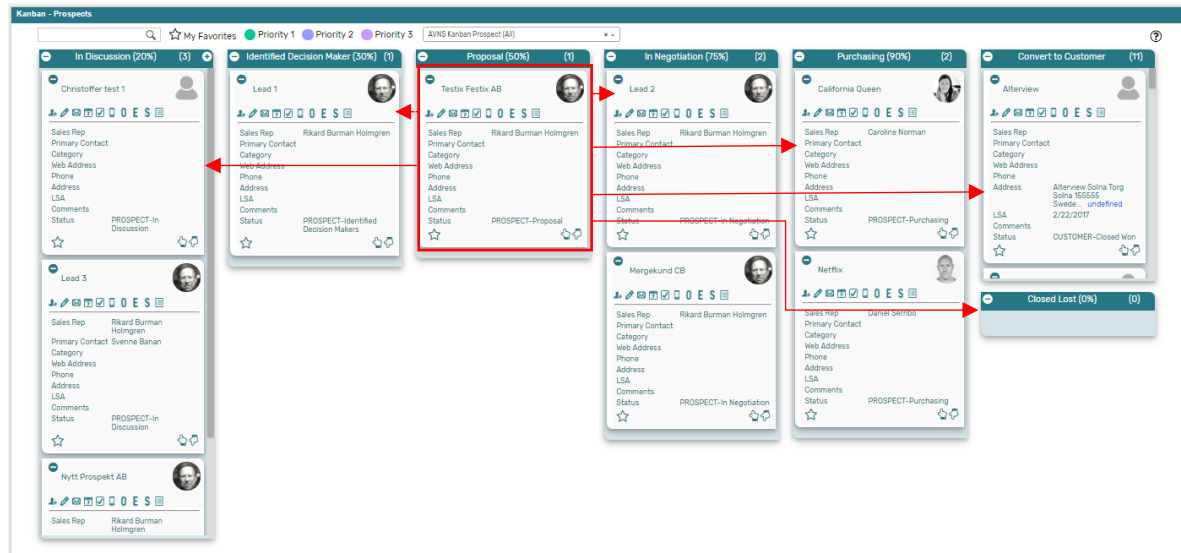 Kanban - Prospects
My Favorites Priority 1 Priority 2 Priority 3 AVNS Kanban Prospect (All)
In Discussion (20%) (3)
Christoffer test 1
O E S
Sales Rep
Primary Contact
Category
Web Address
Phone
Address
LSA
Comments
Status PROSPECT-In
Discussion
Lead 3
O E S
Sales Rep Rikard Burman
Holmgren
Primary Contact Svenne Banan
Category
Web Address
Phone
Address
LSA
Comments
Status PROSPECT-In
Discussion
Nytt Prospekt AB
O E S
Sales Rep Rikard Burman
Holmgren
Identified Decision Maker (30%) (1)
Lead 1
O E S
Sales Rep Rikard Burman Holmgren
Primary Contact
Category
Web Address
Phone
Address
LSA
Comments
Status PROSPECT-Identified
Decision Makers
Proposal (50%) (1)
Testix Festix AB
O E S
Sales Rep Rikard Burman Holmgren
Primary Contact
Category
Web Address
Phone
Address
LSA
Comments
Status PROSPECT-Proposal
In Negotiation (75%) (2)
Lead 2
O E S
Sales Rep Rikard Burman Holmgren
Primary Contact
Category
Web Address
Phone
Address
LSA
Comments
Status PROSPECT-In Negotiation
Mergekund CB
O E S
Sales Rep Rikard Burman Holmgren
Primary Contact
Category
Web Address
Phone
Address
LSA
Comments
Status PROSPECT-In Negotiation
Purchasing (90%) (2)
California Queen
O E S
Sales Rep Caroline Norman
Primary Contact
Category
Web Address
Phone
Address
LSA
Comments
Status PROSPECT-Purchasing
Netflix
O E S
Sales Rep Daniel Sernbo
Primary Contact
Category
Web Address
Phone
Address
LSA
Comments
Status PROSPECT-Purchasing
Convert to Customer (11)
Alterview
O E S
Sales Rep
Primary Contact
Category
Web Address
Phone
Address Alterview Solna Torg
Solna 155555
Swede... undefined
LSA 2/22/2017
Comments
Status CUSTOMER-Closed Won
Closed Lost (0%) (0)